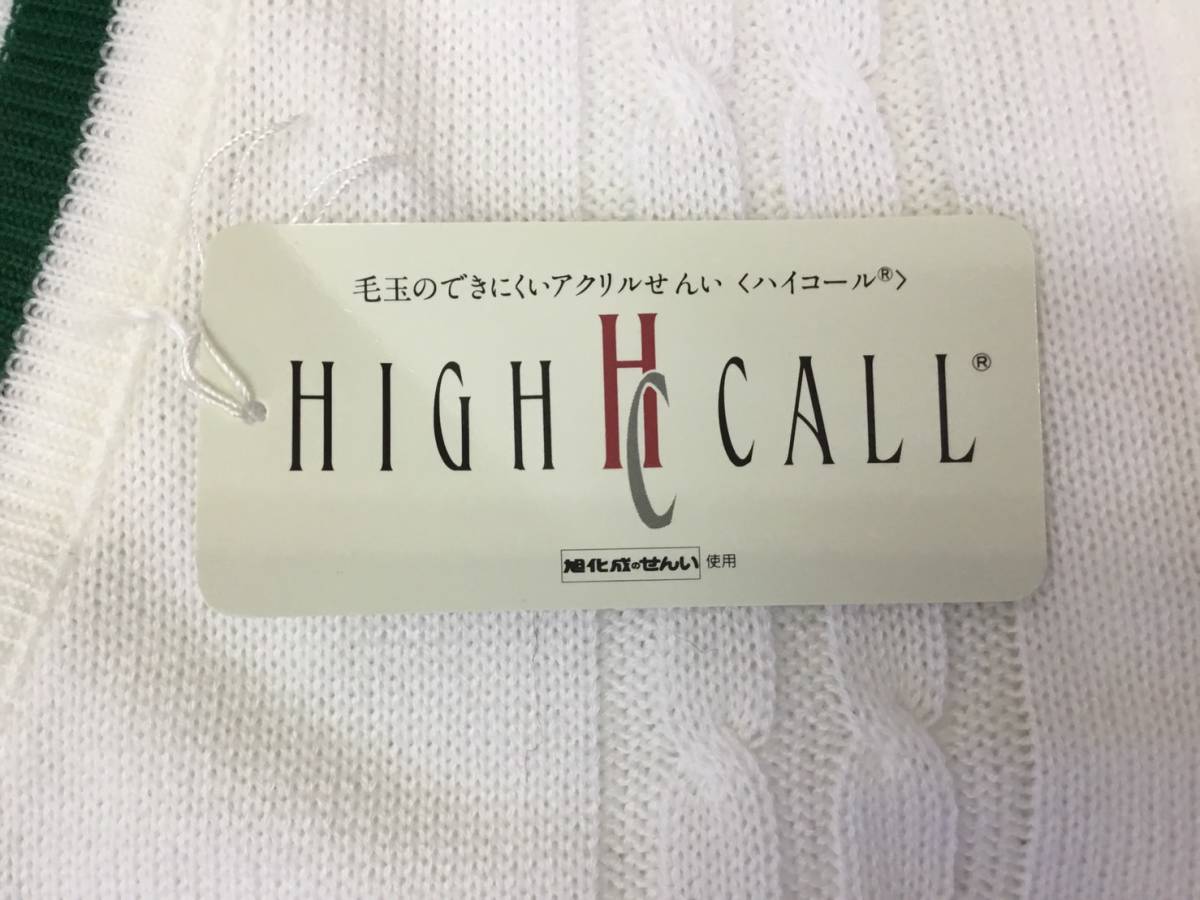 毛玉のできにくいアクリルせんい〈ハイコール®〉
HIGH HC CALL®
旭化成のせんい 使用